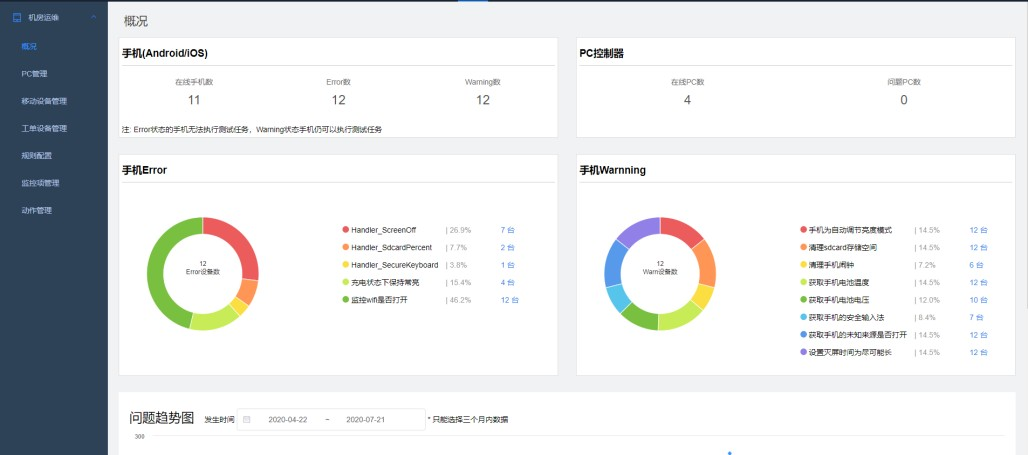 机房运维
概况
PC管理
移动设备管理
工单设备管理
规则配置
监控项管理
动作管理
概况
手机(Android/iOS)
在线手机数 Error数 Warning数
11 12 12
注: Error状态的手机无法执行测试任务，Warning状态手机仍可以执行测试任务
PC控制器
在线PC数 问题PC数
4 0
手机Error
12
Error设备数
Handler_ScreenOff | 26.9% 7 台
Handler_SdcardPercent | 7.7% 2 台
Handler_SecureKeyboard | 3.8% 1 台
充电状态下保持常亮 | 15.4% 4 台
监控wifi是否打开 | 46.2% 12 台
手机Warnning
12
Warn设备数
手机为自动调节亮度模式 | 14.5% 12 台
清理sdcard存储空间 | 14.5% 12 台
清理手机闹钟 | 7.2% 6 台
获取手机电池温度 | 14.5% 12 台
获取手机电池电压 | 12.0% 10 台
获取手机的安全输入法 | 8.4% 7 台
获取手机的未知来源是否打开 | 14.5% 12 台
设置灭屏时间为尽可能长 | 14.5% 12 台
问题趋势图 发生时间 2020-04-22 ~ 2020-07-21 * 只能选择三个月内数据
300